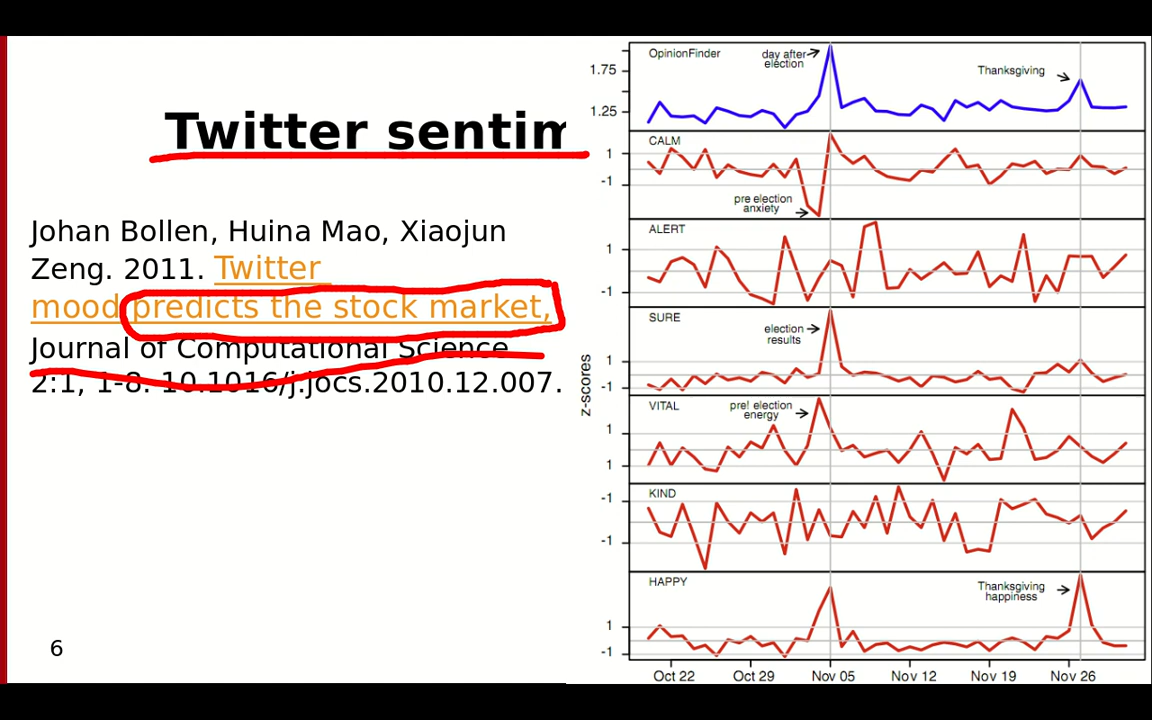 Twitter sentim
Johan Bollen, Huina Mao, Xiaojun
Zeng. 2011. Twitter
mood predicts the stock market,
Journal of Computational Science
2:1, 1-8. 10.1016/j.jocs.2010.12.007.
6
OpinionFinder
day after
election
Thanksgiving
1.75
1.25
CALM
1
-1
pre election
anxiety
ALERT
1
-1
SURE
election
results
1
-1
z-scores
VITAL
pre! election
energy
1
1
KIND
-1
-1
HAPPY
Thanksgiving
happiness
1
-1
Oct 22 Oct 29 Nov 05 Nov 12 Nov 19 Nov 26